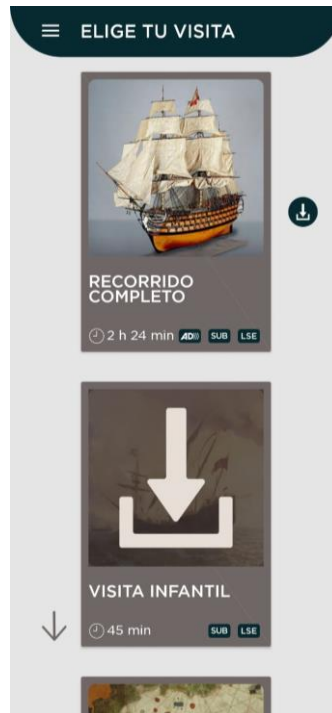 ELIGE TU VISITA
RECORRIDO
COMPLETO
2 h 24 min AD))) SUB LSE
VISITA INFANTIL
45 min SUB LSE